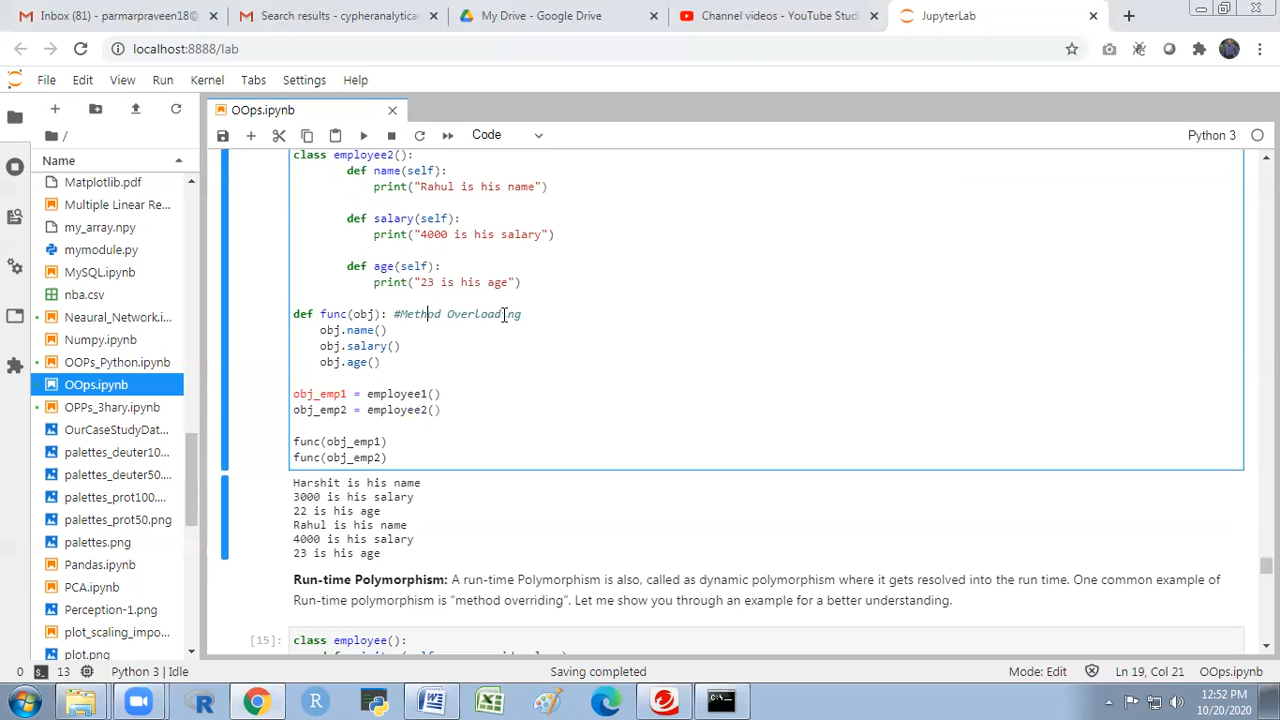 Inbox (81) - parmarpraveen18@
Search results - cypheranalytica
My Drive - Google Drive
Channel videos - YouTube Studi
JupyterLab
localhost:8888/lab
File Edit View Run Kernel Tabs Settings Help
OOps.ipynb
Code
Python 3
/
Name
Matplotlib.pdf
Multiple Linear Re...
my_array.npy
mymodule.py
MySQL.ipynb
nba.csv
Neaural_Network.i...
Numpy.ipynb
OOPs_Python.ipynb
OOps.ipynb
OPPs_3hary.ipynb
OurCaseStudyDat...
palettes_deuter10...
palettes_deuter50...
palettes_prot100....
palettes_prot50.png
palettes.png
Pandas.ipynb
PCA.ipynb
Perception-1.png
plot_scaling_impo...
plot.png
class employee2():
def name(self):
print("Rahul is his name")
def salary(self):
print("4000 is his salary")
def age(self):
print("23 is his age")
def func(obj): #Method Overloading
obj.name()
obj.salary()
obj.age()
obj_emp1 = employee1()
obj_emp2 = employee2()
func(obj_emp1)
func(obj_emp2)
Harshit is his name
3000 is his salary
22 is his age
Rahul is his name
4000 is his salary
23 is his age
Run-time Polymorphism: A run-time Polymorphism is also, called as dynamic polymorphism where it gets resolved into the run time. One common example of
Run-time polymorphism is “method overriding”. Let me show you through an example for a better understanding.
[15]:
class employee():
0 13 Python 3 | Idle
Saving completed
Mode: Edit Ln 19, Col 21 OOps.ipynb
12:52 PM
10/20/2020